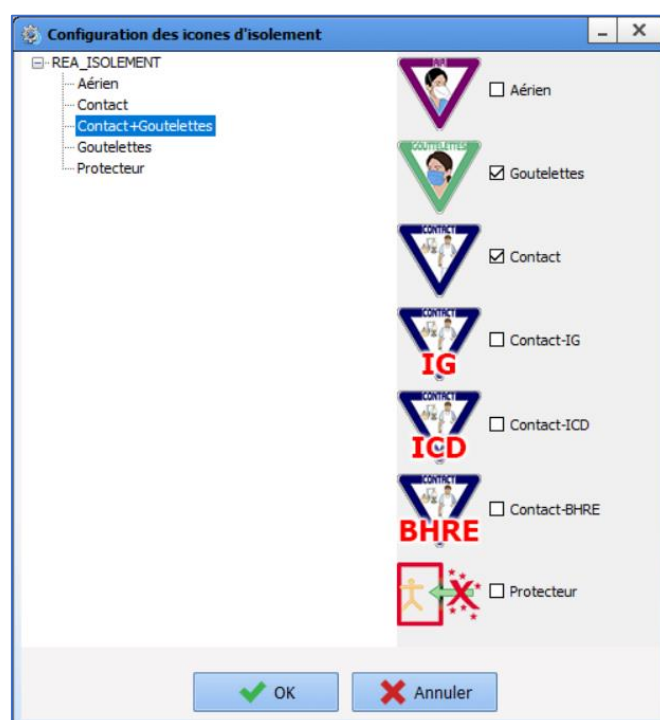 Configuration des icones d'isolement
REA_ISOLEMENT
Aérien
Contact
Contact+Goutelettes
Goutelettes
Protecteur
AIR
Aérien
GOUTTELETTES
Goutelettes
CONTACT
Contact
CONTACT
IG
Contact-IG
CONTACT
ICD
Contact-ICD
CONTACT
BHRE
Contact-BHRE
Protecteur
OK
Annuler